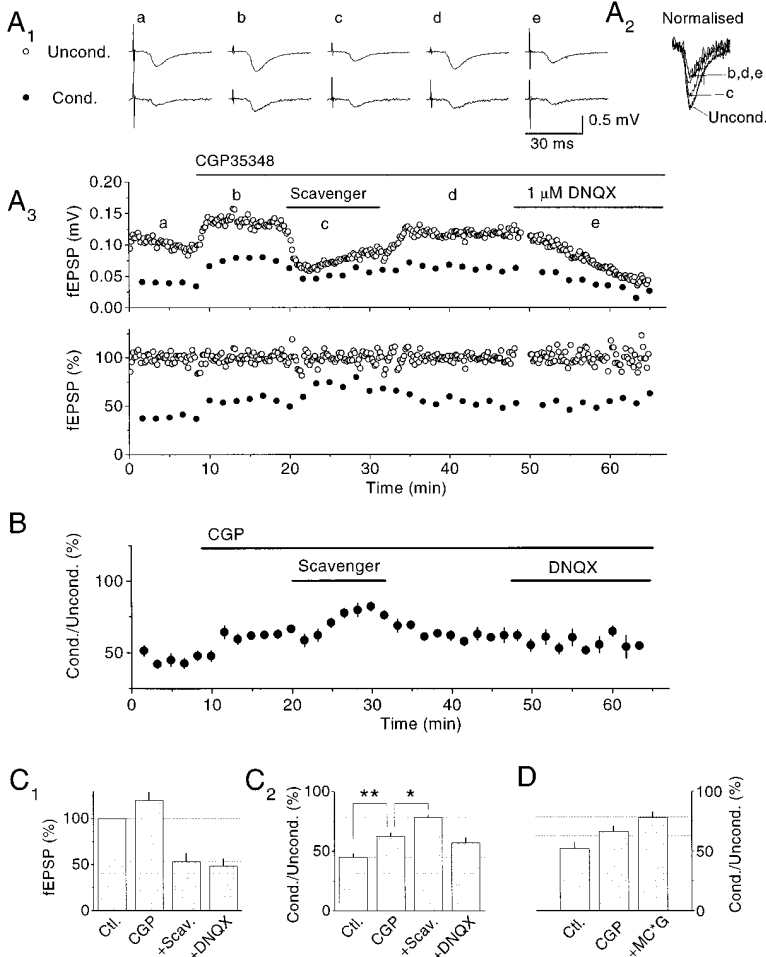 A1
a b c d e
A2
Normalised
Uncond.
Cond.
b,d,e
c
Uncond.
0.5 mV
30 ms
CGP35348
A3
Scavenger
1 μM DNQX
a b c d e
fEPSP (mV)
0.20
0.15
0.10
0.05
0.00
fEPSP (%)
100
50
0
0 10 20 30 40 50 60
Time (min)
B
CGP
Scavenger
DNQX
Cond./Uncond. (%)
100
50
0 10 20 30 40 50 60
Time (min)
C1
fEPSP (%)
100
50
0
Ctl. CGP +Scav. +DNQX
C2
Cond./Uncond. (%)
100
50
0
** *
Ctl. CGP +Scav. +DNQX
D
100
50
0
Cond./Uncond. (%)
Ctl. CGP +MC*G